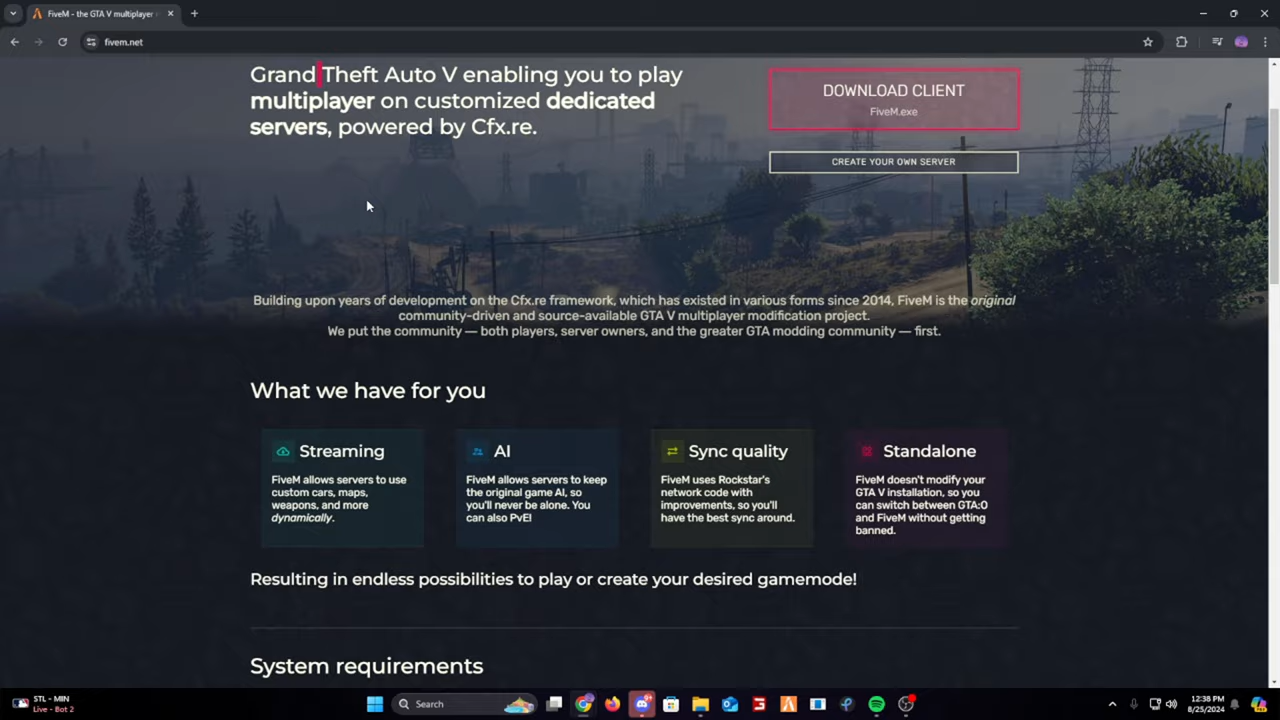 FiveM - the GTA V multiplayer
fivem.net
Grand Theft Auto V enabling you to play
multiplayer on customized dedicated
servers, powered by Cfx.re.
DOWNLOAD CLIENT
FiveM.exe
CREATE YOUR OWN SERVER
Building upon years of development on the Cfx.re framework, which has existed in various forms since 2014, FiveM is the original
community-driven and source-available GTA V multiplayer modification project.
We put the community — both players, server owners, and the greater GTA modding community — first.
What we have for you
Streaming
FiveM allows servers to use
custom cars, maps,
weapons, and more
dynamically.
AI
FiveM allows servers to keep
the original game AI, so
you'll never be alone. You
can also PvE!
Sync quality
FiveM uses Rockstar's
network code with
improvements, so you'll
have the best sync around.
Standalone
FiveM doesn't modify your
GTA V installation, so you
can switch between GTA:O
and FiveM without getting
banned.
Resulting in endless possibilities to play or create your desired gamemode!
System requirements
STL - MIN
Live - Bot 2
Search
9+
12:38 PM
8/25/2024